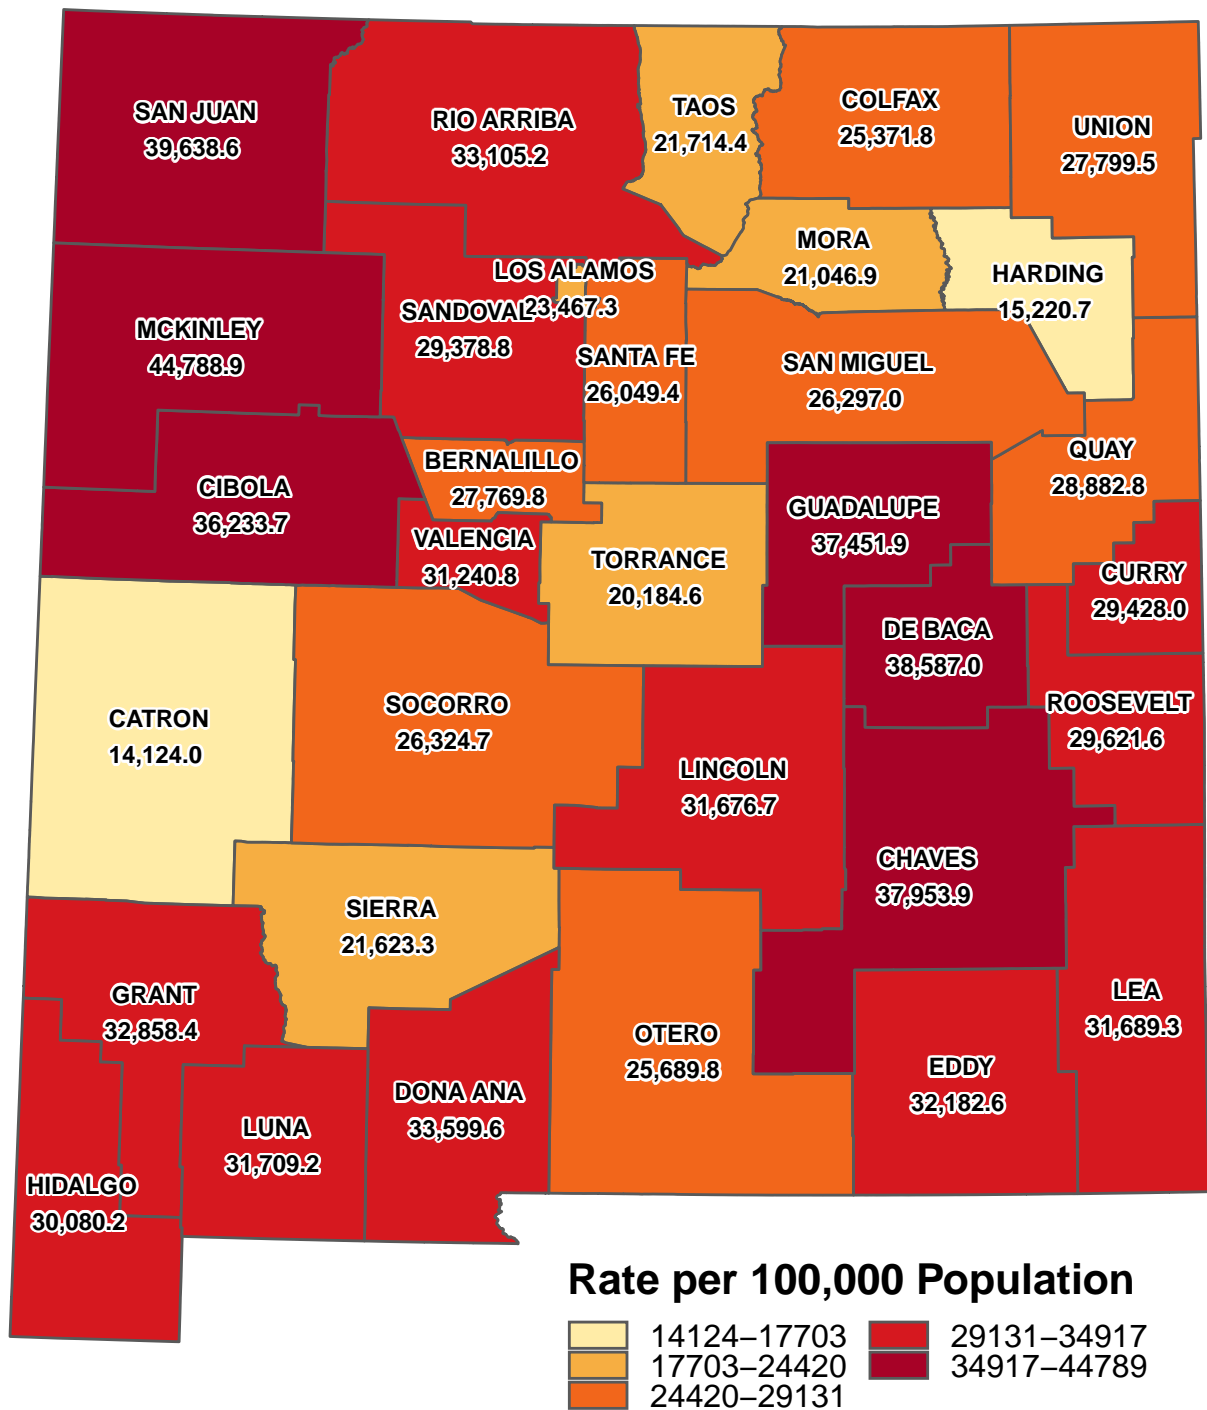 SAN JUAN
39,638.6
RIO ARRIBA
33,105.2
TAOS
21,714.4
COLFAX
25,371.8
UNION
27,799.5
MORA
21,046.9
HARDING
15,220.7
LOS ALAMOS
23,467.3
SANDOVAL
29,378.8
MCKINLEY
44,788.9
SANTA FE
26,049.4
SAN MIGUEL
26,297.0
QUAY
28,882.8
BERNALILLO
27,769.8
CIBOLA
36,233.7
GUADALUPE
37,451.9
VALENCIA
31,240.8
TORRANCE
20,184.6
CURRY
29,428.0
DE BACA
38,587.0
ROOSEVELT
29,621.6
CATRON
14,124.0
SOCORRO
26,324.7
LINCOLN
31,676.7
CHAVES
37,953.9
SIERRA
21,623.3
GRANT
32,858.4
LEA
31,689.3
OTERO
25,689.8
EDDY
32,182.6
DONA ANA
33,599.6
LUNA
31,709.2
HIDALGO
30,080.2
Rate per 100,000 Population
14124–17703
17703–24420
24420–29131
29131–34917
34917–44789